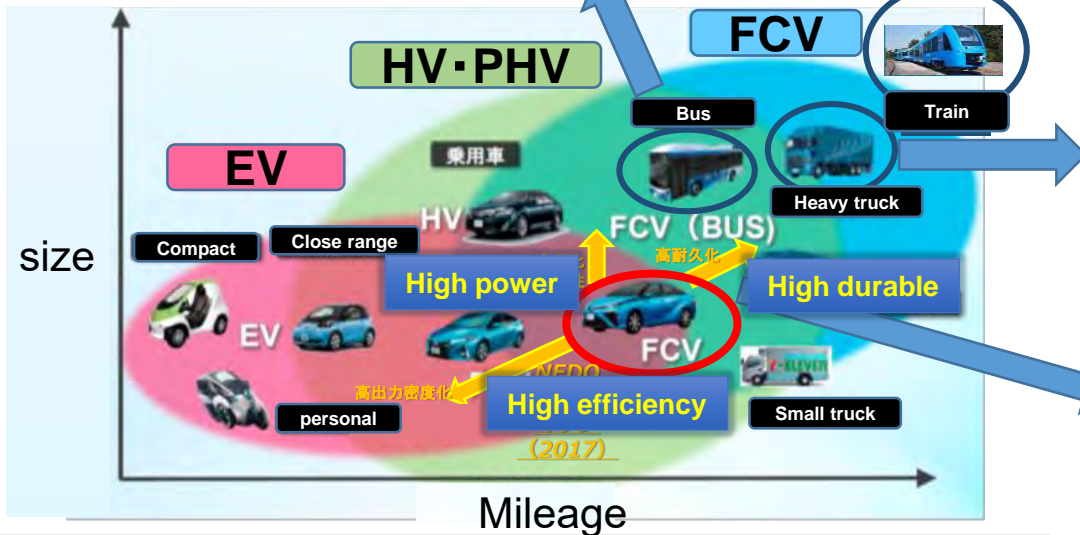 FCV
HV・PHV
Train
Bus
EV
乗用車
Heavy truck
HV
FCV（BUS）
size
Compact
Close range
高耐久化
High power
High durable
EV
FCV
NEDO
高出力密度化
High efficiency
personal
Small truck
（2017）
Mileage